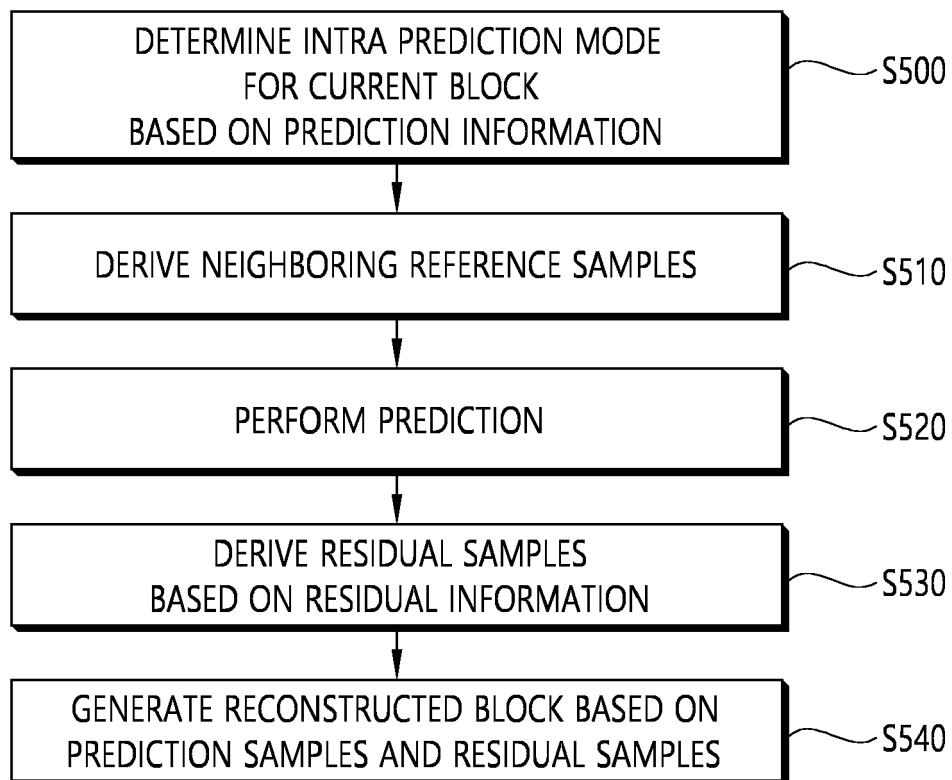 DETERMINE INTRA PREDICTION MODE
FOR CURRENT BLOCK
BASED ON PREDICTION INFORMATION
S500
DERIVE NEIGHBORING REFERENCE SAMPLES
S510
PERFORM PREDICTION
S520
DERIVE RESIDUAL SAMPLES
BASED ON RESIDUAL INFORMATION
S530
GENERATE RECONSTRUCTED BLOCK BASED ON
PREDICTION SAMPLES AND RESIDUAL SAMPLES
S540